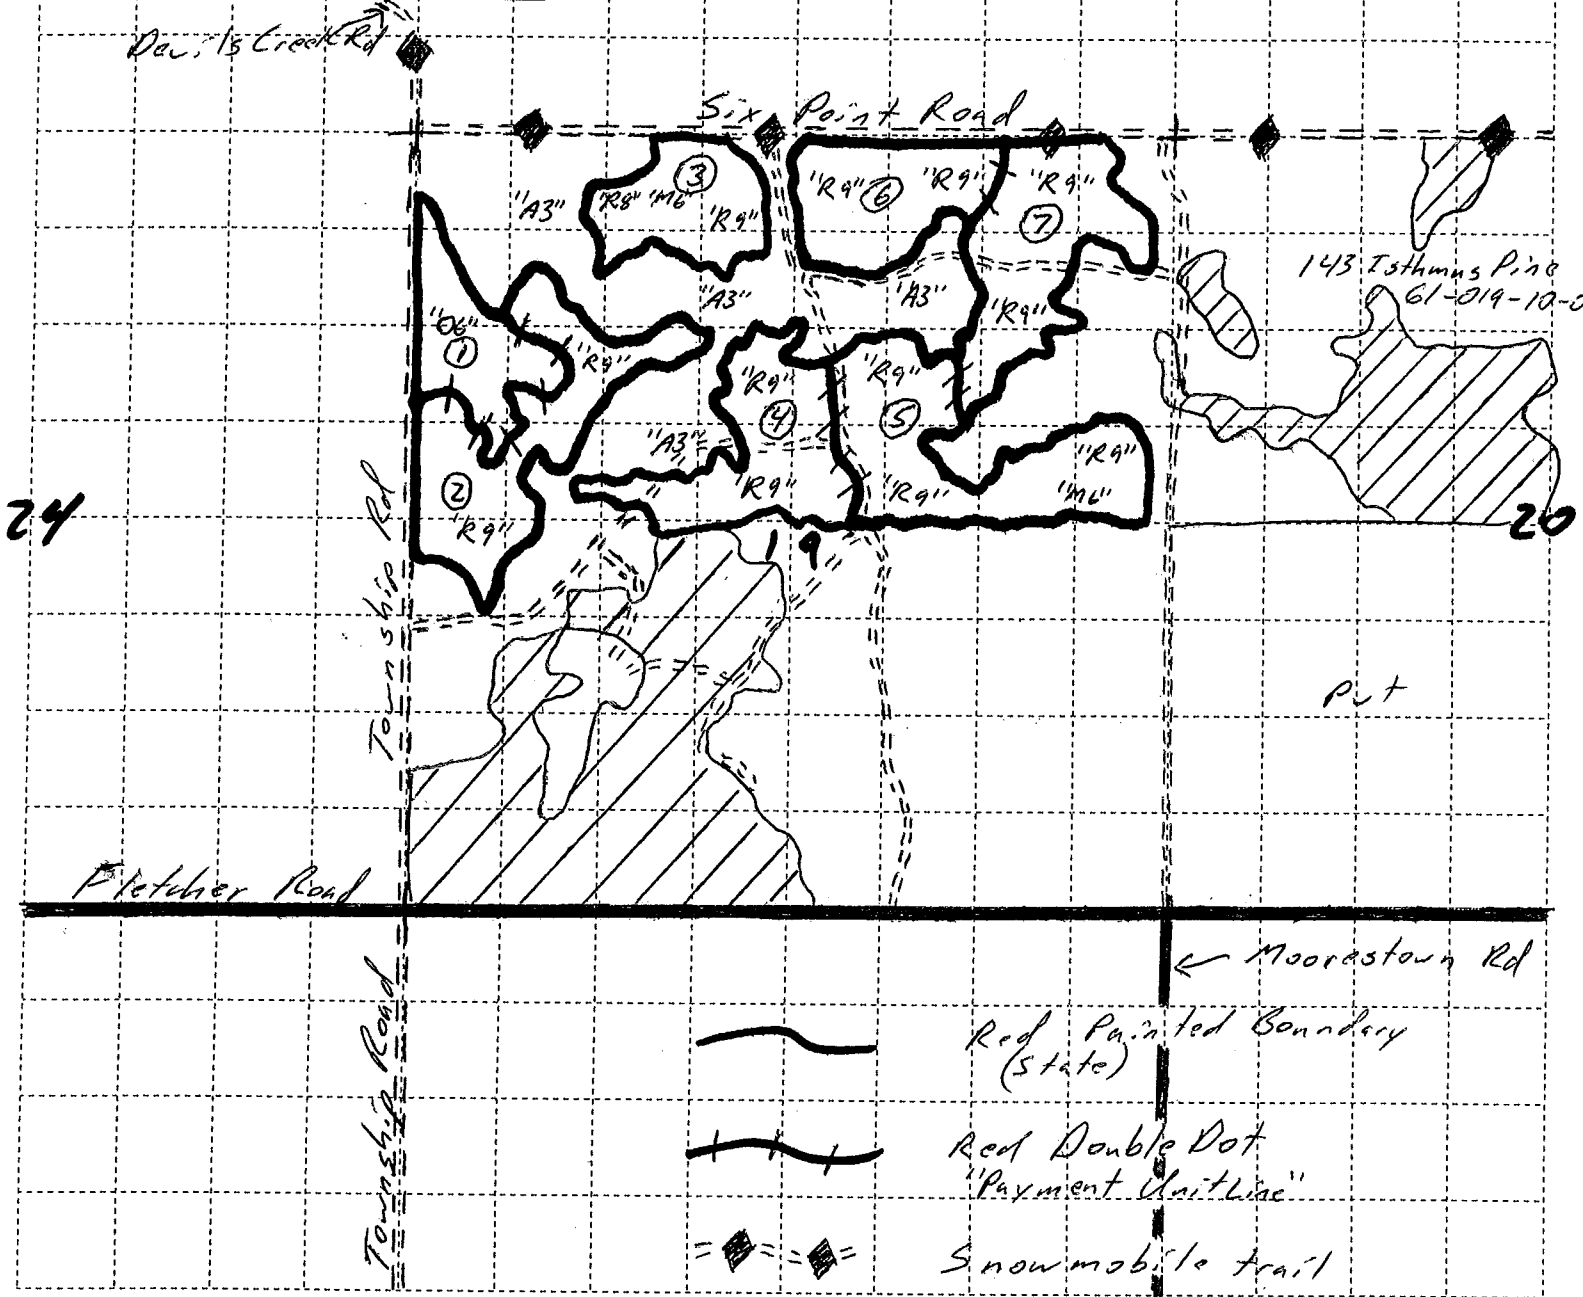 Devils Creek Rd
Six Point Road
"A3"
"R8" "M6"
3
"R9"
"R9" 6 "R9"
"R9"
7
143 Isthmus Pine
61-019-10-0
"A3"
"A3"
"R9"
"O6"
1
"R9"
"R9"
4
"R9"
5
"A3"
"R9"
2
"R9"
"R9"
"R9"
"M6"
24
19
20
Township Rd
Pvt
Fletcher Road
Moorestown Rd
Township Road
Red Painted Boundary
(state)
Red Double Dot
"Payment Unit Line"
Snowmobile trail